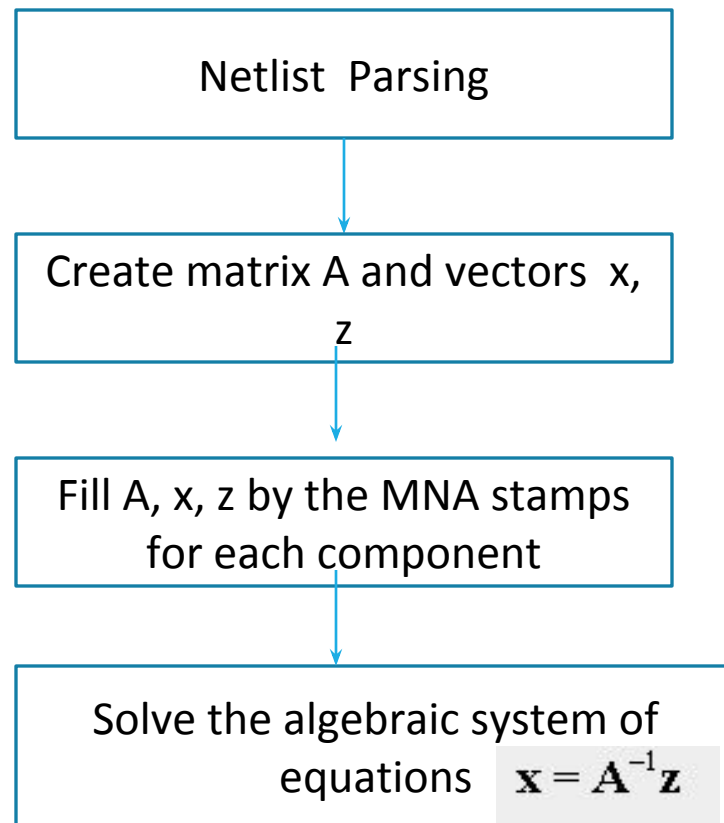 Netlist Parsing
Create matrix A and vectors x,
z
Fill A, x, z by the MNA stamps
for each component
Solve the algebraic system of
equations x = A⁻¹z